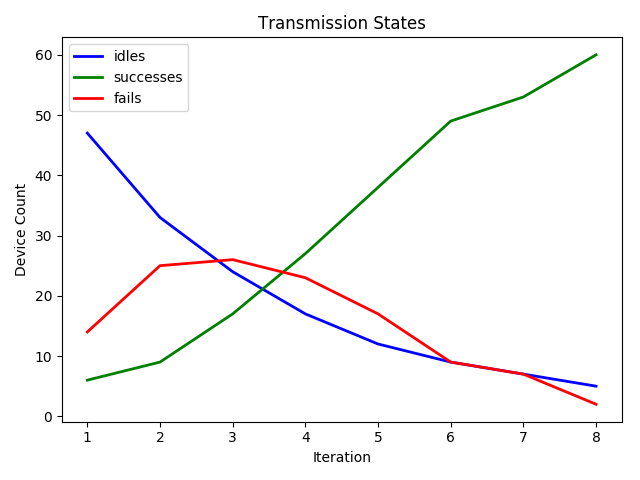 Transmission States
idles
successes
fails
Device Count
60
50
40
30
20
10
0
1 2 3 4 5 6 7 8
Iteration